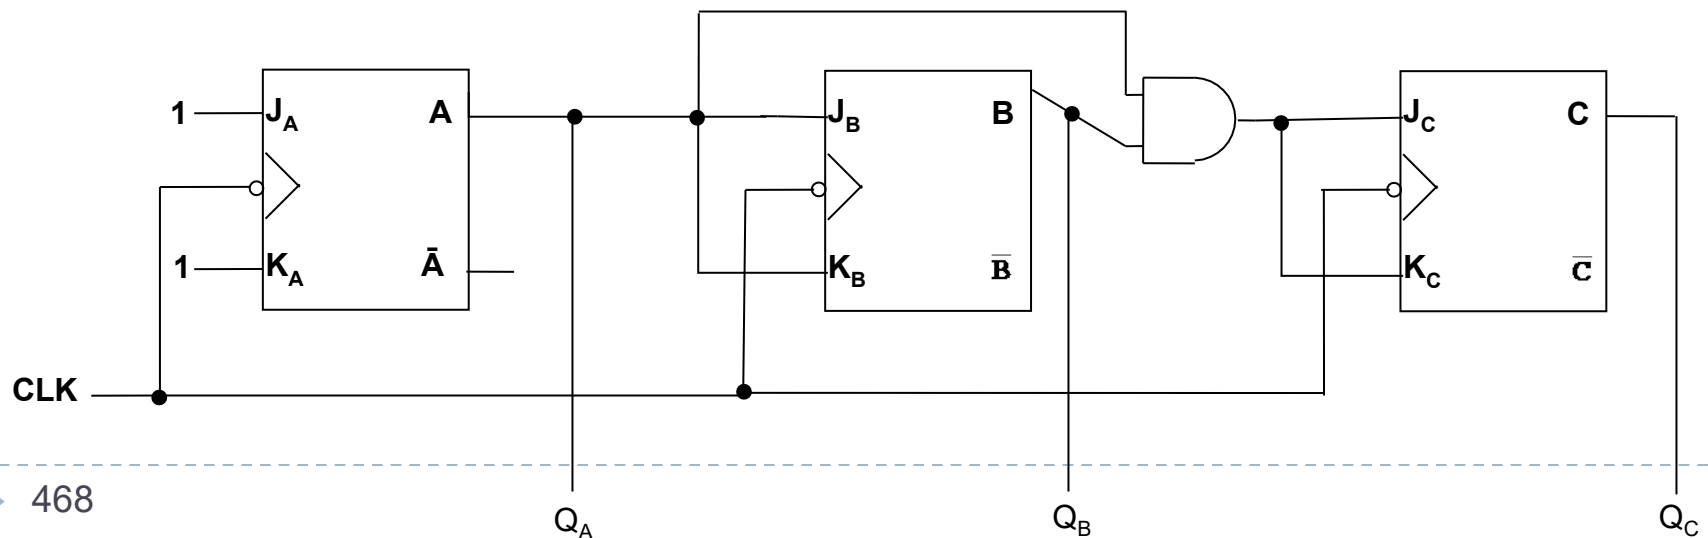 1 J_A A J_B B J_C C
1 K_A Ā K_B B̅ K_C C̅
CLK
468
Q_A Q_B Q_C